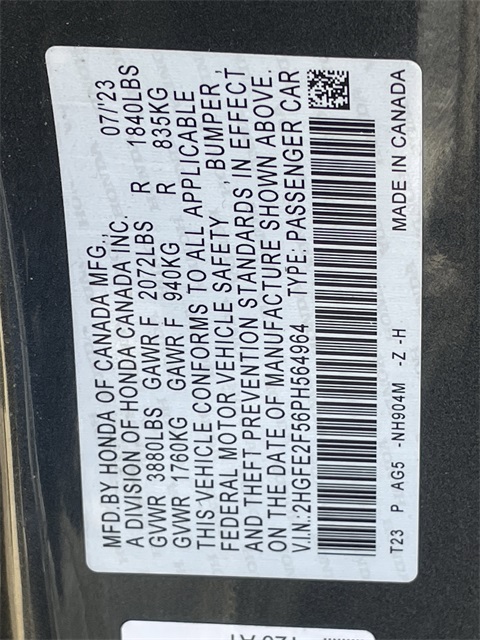 MFD.BY HONDA OF CANADA MFG., 07/'23
A DIVISION OF HONDA CANADA INC.
GVWR 3880LBS GAWR F 2072LBS R 1840LBS
GVWR 1760KG GAWR F 940KG R 835KG
THIS VEHICLE CONFORMS TO ALL APPLICABLE
FEDERAL MOTOR VEHICLE SAFETY , BUMPER ,
AND THEFT PREVENTION STANDARDS IN EFFECT
ON THE DATE OF MANUFACTURE SHOWN ABOVE.
V.I.N.:2HGFE2F56PH564964 TYPE: PASSENGER CAR
T23 P AG5 -NH904M -Z -H MADE IN CANADA